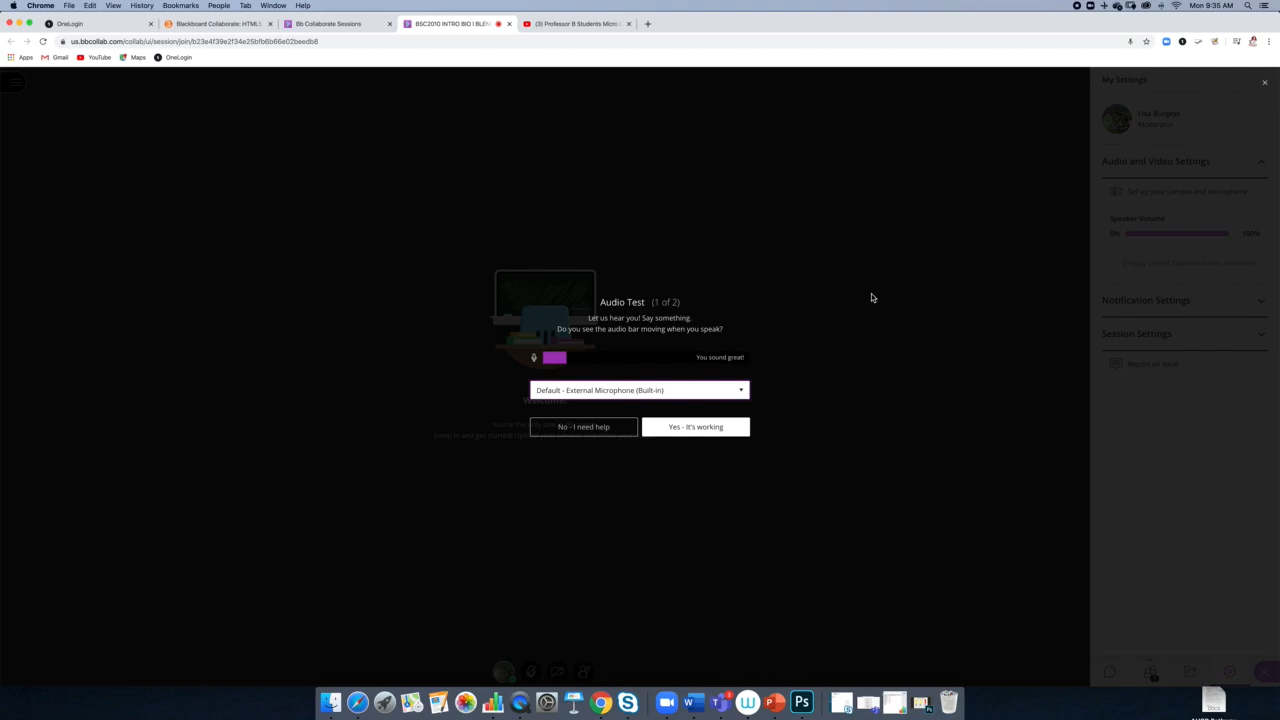 Chrome File Edit View History Bookmarks People Tab Window Help
Mon 9:35 AM
OneLogin
Blackboard Collaborate: HTML5
Bb Collaborate Sessions
BSC2010 INTRO BIO I BLEN
(3) Professor B Students Micro L
us.bbcollab.com/collab/ui/session/join/b23e4f39e2f34e25bfb6b66e02beedb8
Apps Gmail YouTube Maps OneLogin
My Settings
Lisa Burgess
Moderator
Audio and Video Settings
Set up your camera and microphone
Speaker Volume
0% 100%
Notification Settings
Session Settings
Report an issue
Audio Test (1 of 2)
Let us hear you! Say something.
Do you see the audio bar moving when you speak?
You sound great!
Default - External Microphone (Built-in)
Welcome
No - I need help
Yes - It's working